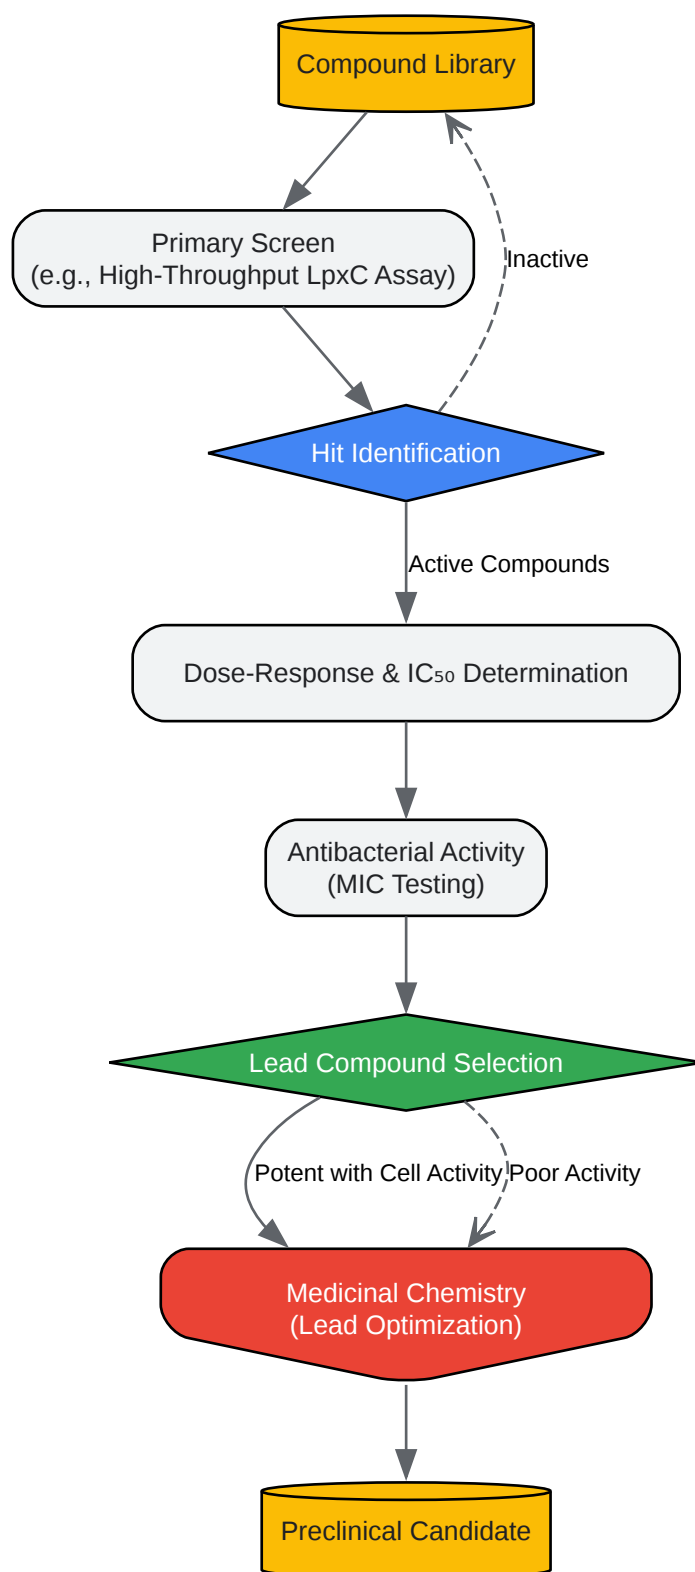 Compound Library
Primary Screen
(e.g., High-Throughput LpxC Assay)
Inactive
Hit Identification
Active Compounds
Dose-Response & IC₅₀ Determination
Antibacterial Activity
(MIC Testing)
Lead Compound Selection
Potent with Cell Activity
Poor Activity
Medicinal Chemistry
(Lead Optimization)
Preclinical Candidate